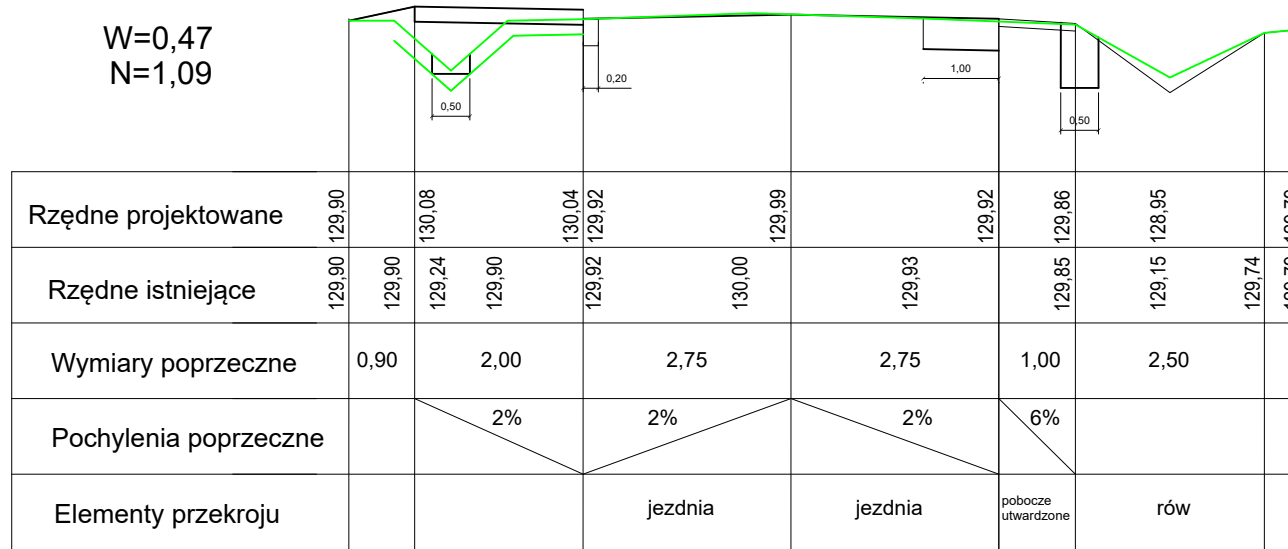 W=0,47
N=1,09
0,50
0,20
1,00
0,50
Rzędne projektowane 129,90 130,08 130,04 129,92 129,99 129,92 129,86 128,95
Rzędne istniejące 129,90 129,90 129,24 129,90 129,92 130,00 129,93 129,85 129,15 129,74
Wymiary poprzeczne 0,90 2,00 2,75 2,75 1,00 2,50
Pochylenia poprzeczne 2% 2% 2% 6%
Elementy przekroju jezdnia jezdnia pobocze utwardzone rów